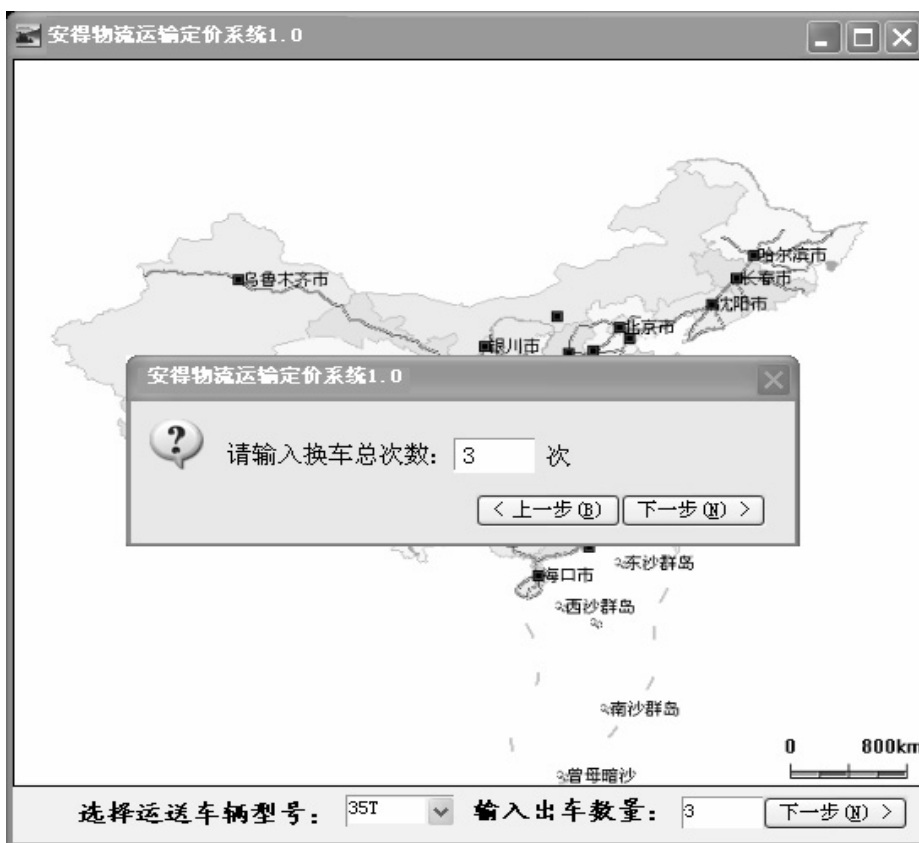 安得物流运输定价系统1.0
哈尔滨市
乌鲁木齐市
长春市
沈阳市
北京市
银川市
安得物流运输定价系统1.0
请输入换车总次数: 3 次
< 上一步(B) 下一步(N) >
东沙群岛
海口市
西沙群岛
南沙群岛
0 800km
曾母暗沙
选择运送车辆型号: 35T 输入出车数量: 3 下一步(N) >